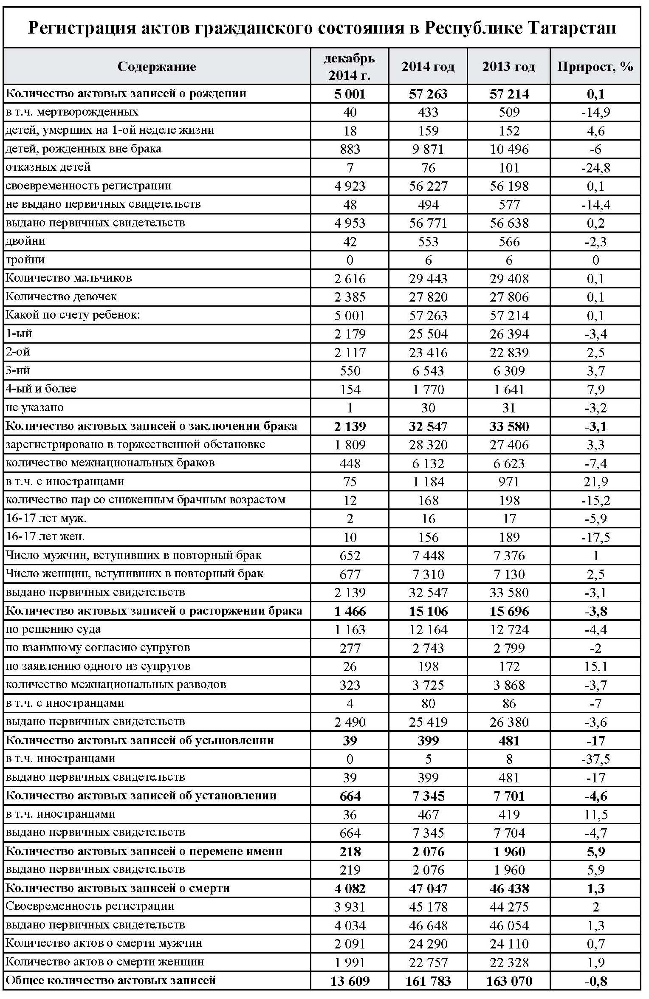 Регистрация актов гражданского состояния в Республике Татарстан
Содержание декабрь 2014 г. 2014 год 2013 год Прирост, %
Количество актовых записей о рождении 5 001 57 263 57 214 0,1
в т.ч. мертворожденных 40 433 509 -14,9
детей, умерших на 1-ой неделе жизни 18 159 152 4,6
детей, рожденных вне брака 883 9 871 10 496 -6
отказных детей 7 76 101 -24,8
своевременность регистрации 4 923 56 227 56 198 0,1
не выдано первичных свидетельств 48 494 577 -14,4
выдано первичных свидетельств 4 953 56 771 56 638 0,2
двойни 42 553 566 -2,3
тройни 0 6 6 0
Количество мальчиков 2 616 29 443 29 408 0,1
Количество девочек 2 385 27 820 27 806 0,1
Какой по счету ребенок: 5 001 57 263 57 214 0,1
1-ый 2 179 25 504 26 394 -3,4
2-ой 2 117 23 416 22 839 2,5
3-ий 550 6 543 6 309 3,7
4-ый и более 154 1 770 1 641 7,9
не указано 1 30 31 -3,2
Количество актовых записей о заключении брака 2 139 32 547 33 580 -3,1
зарегистрировано в торжественной обстановке 1 809 28 320 27 406 3,3
количество межнациональных браков 448 6 132 6 623 -7,4
в т.ч. с иностранцами 75 1 184 971 21,9
количество пар со сниженным брачным возрастом 12 168 198 -15,2
16-17 лет муж. 2 16 17 -5,9
16-17 лет жен. 10 156 189 -17,5
Число мужчин, вступивших в повторный брак 652 7 448 7 376 1
Число женщин, вступивших в повторный брак 677 7 310 7 130 2,5
выдано первичных свидетельств 2 139 32 547 33 580 -3,1
Количество актовых записей о расторжении брака 1 466 15 106 15 696 -3,8
по решению суда 1 163 12 164 12 724 -4,4
по взаимному согласию супругов 277 2 743 2 799 -2
по заявлению одного из супругов 26 198 172 15,1
количество межнациональных разводов 323 3 725 3 868 -3,7
в т.ч. с иностранцами 4 80 86 -7
выдано первичных свидетельств 2 490 25 419 26 380 -3,6
Количество актовых записей об усыновлении 39 399 481 -17
в т.ч. иностранцами 0 5 8 -37,5
выдано первичных свидетельств 39 399 481 -17
Количество актовых записей об установлении 664 7 345 7 701 -4,6
в т.ч. иностранцами 36 467 419 11,5
выдано первичных свидетельств 664 7 345 7 704 -4,7
Количество актовых записей о перемене имени 218 2 076 1 960 5,9
выдано первичных свидетельств 219 2 076 1 960 5,9
Количество актовых записей о смерти 4 082 47 047 46 438 1,3
Своевременность регистрации 3 931 45 178 44 275 2
выдано первичных свидетельств 4 034 46 648 46 054 1,3
Количество актов о смерти мужчин 2 091 24 290 24 110 0,7
Количество актов о смерти женщин 1 991 22 757 22 328 1,9
Общее количество актовых записей 13 609 161 783 163 070 -0,8